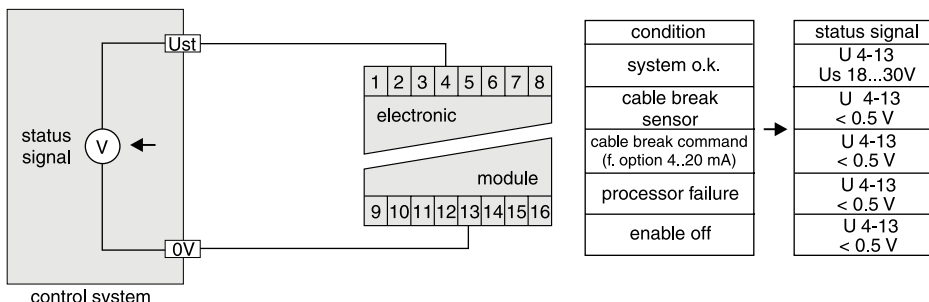 Ust
1 2 3 4 5 6 7 8
electronic
status
signal
V
module
9 10 11 12 13 14 15 16
0V
control system
condition
system o.k.
cable break
sensor
cable break command
(f. option 4..20 mA)
processor failure
enable off
status signal
U 4-13
Us 18...30V
U 4-13
< 0.5 V
U 4-13
< 0.5 V
U 4-13
< 0.5 V
U 4-13
< 0.5 V